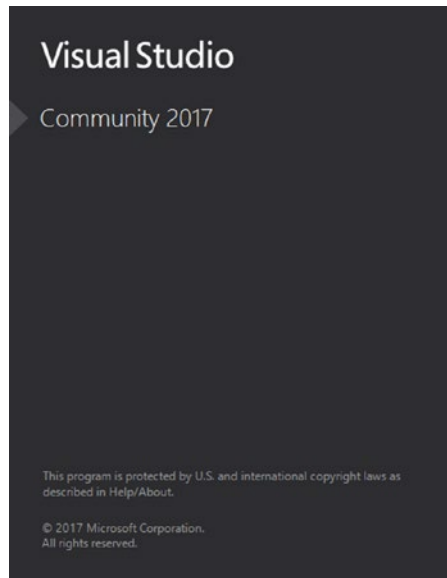 Visual Studio
Community 2017
This program is protected by U.S. and international copyright laws as
described in Help/About.
© 2017 Microsoft Corporation.
All rights reserved.